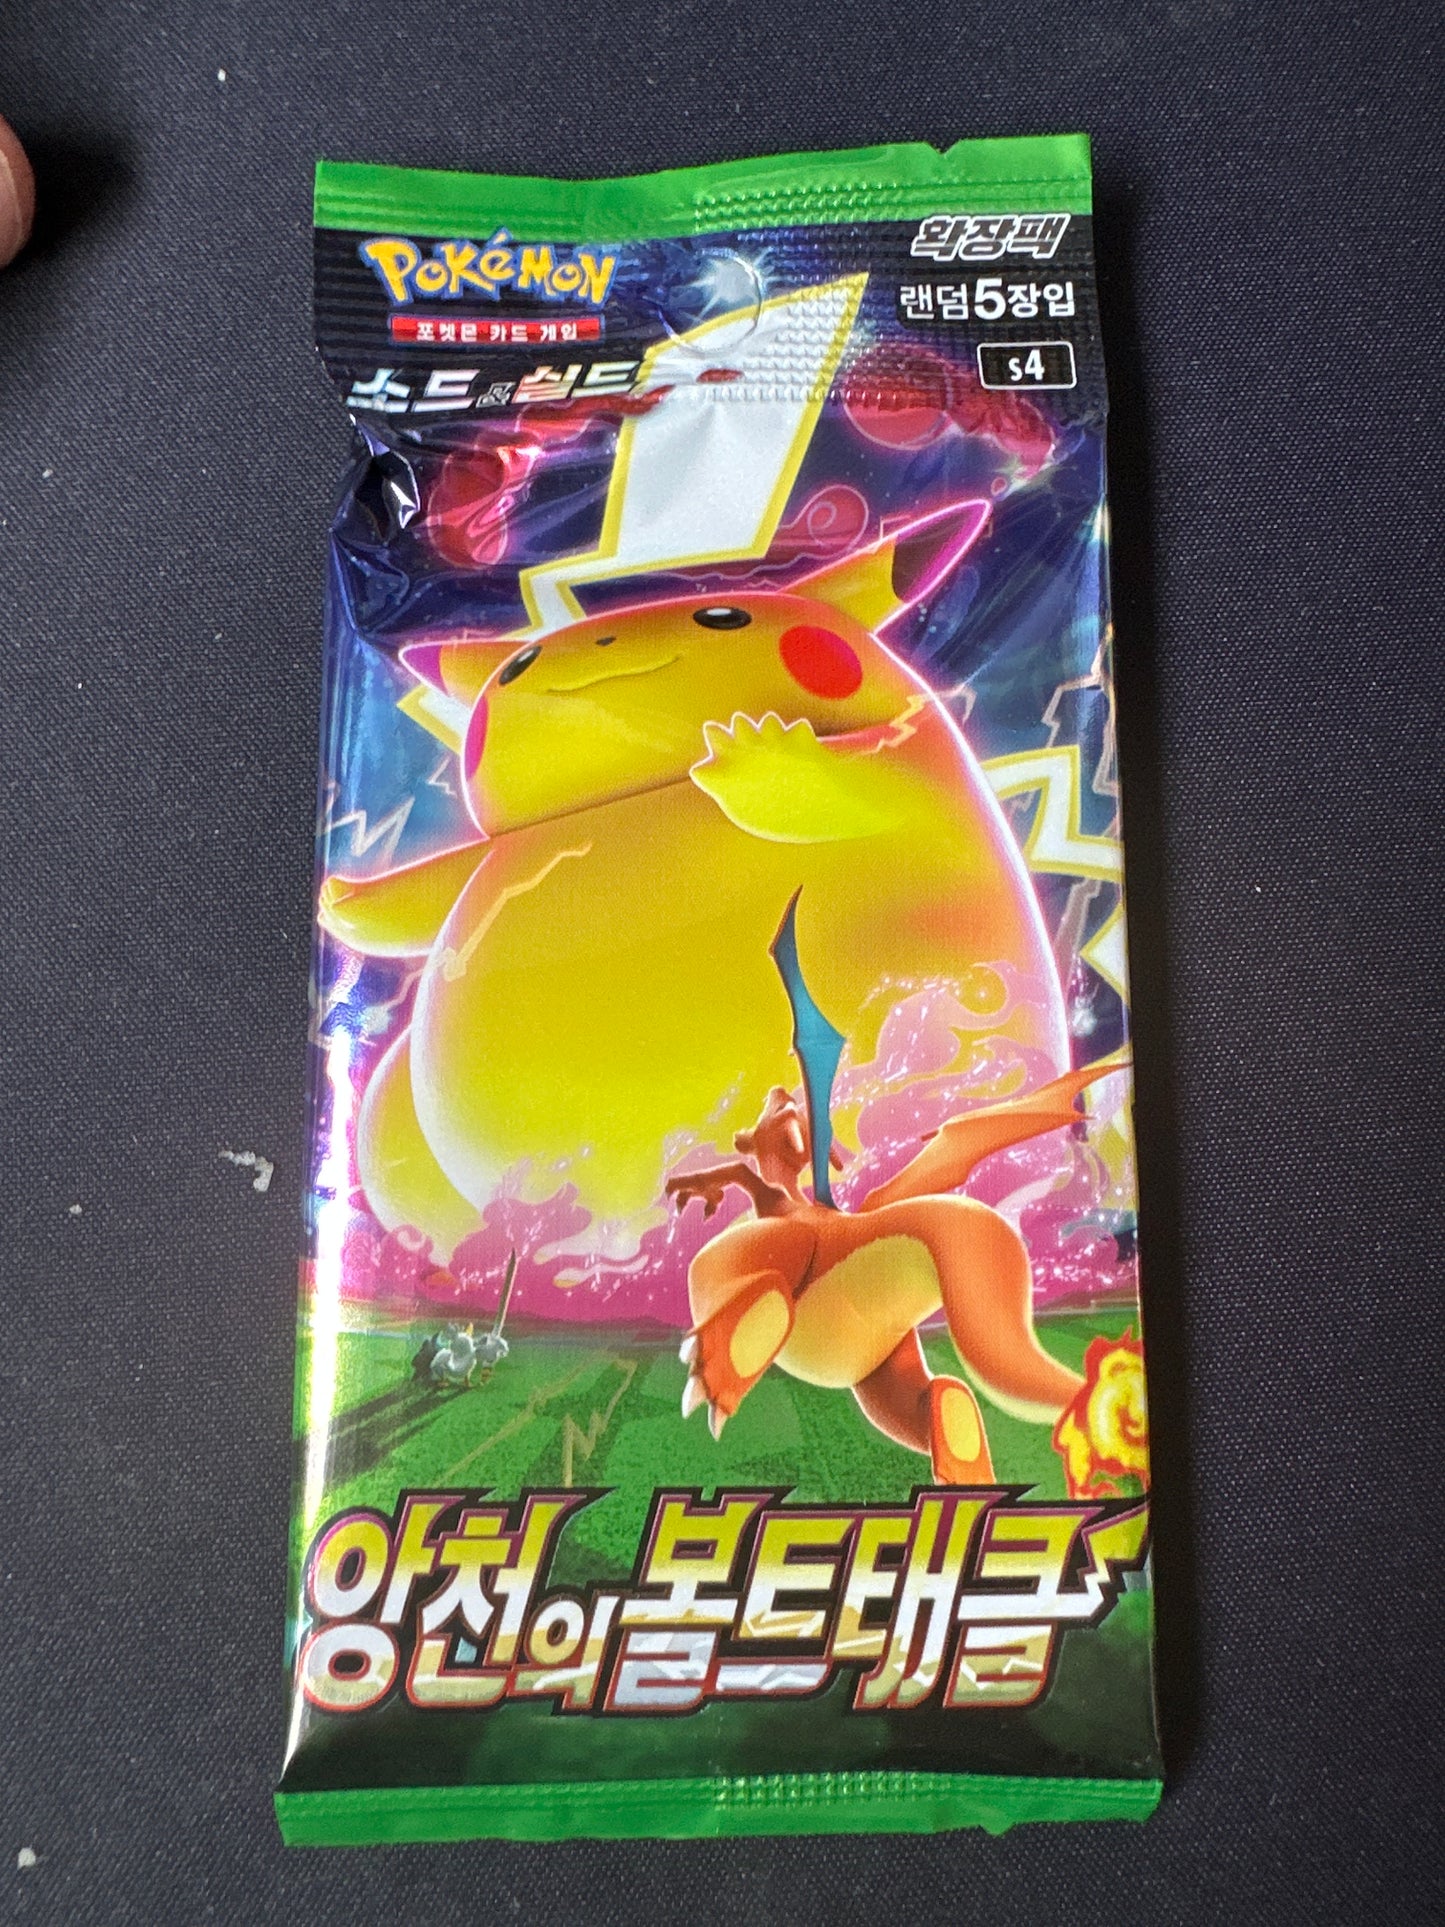 POKéMON
포켓몬 카드 게임
소드&실드
확장팩
랜덤5장입
s4
앙천의 볼트태클